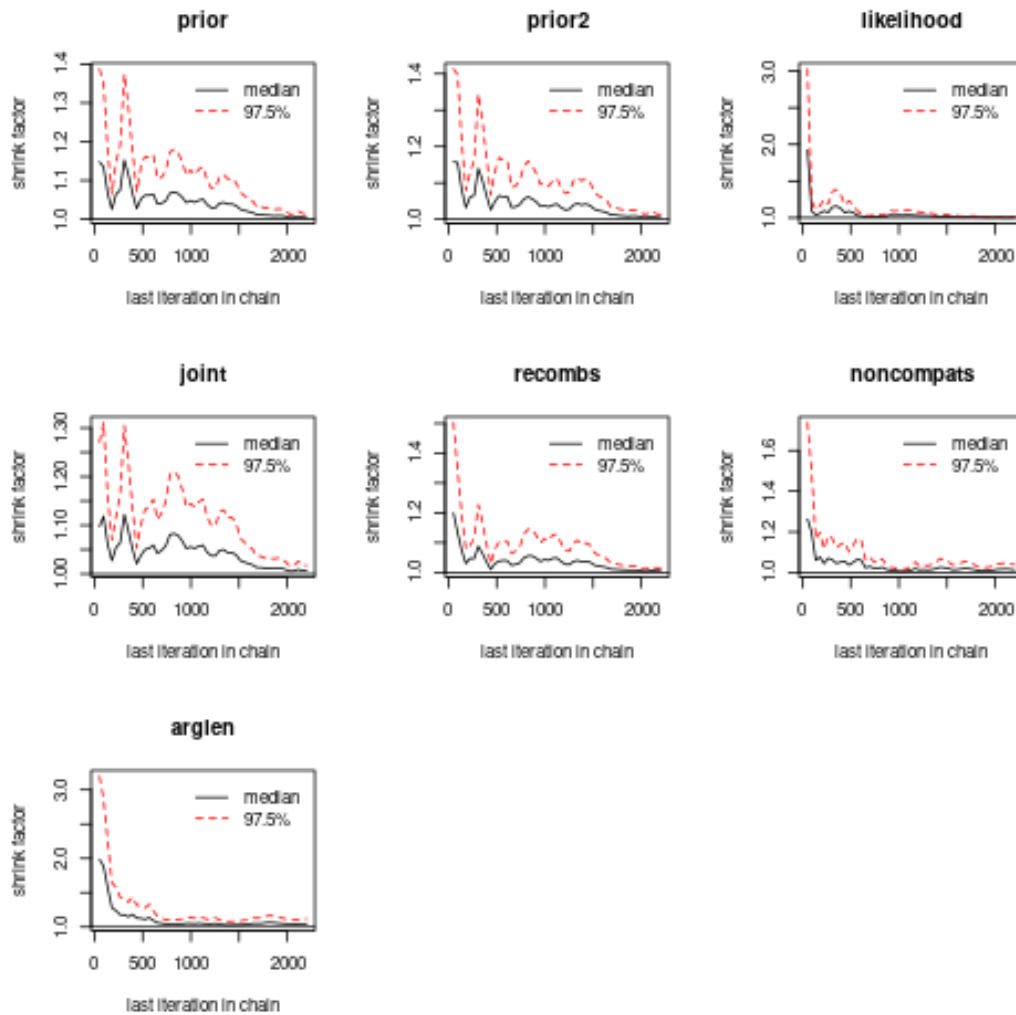 prior
shrink factor
1.0 1.1 1.2 1.3 1.4
median
97.5%
0 500 1000 2000
last iteration in chain
prior2
shrink factor
1.0 1.2 1.4
median
97.5%
0 500 1000 2000
last iteration in chain
likelihood
shrink factor
1.0 2.0 3.0
median
97.5%
0 500 1000 2000
last iteration in chain
joint
shrink factor
1.00 1.10 1.20 1.30
median
97.5%
0 500 1000 2000
last iteration in chain
recombs
shrink factor
1.0 1.2 1.4
median
97.5%
0 500 1000 2000
last iteration in chain
noncompats
shrink factor
1.0 1.2 1.4 1.6
median
97.5%
0 500 1000 2000
last iteration in chain
arglen
shrink factor
1.0 2.0 3.0
median
97.5%
0 500 1000 2000
last iteration in chain